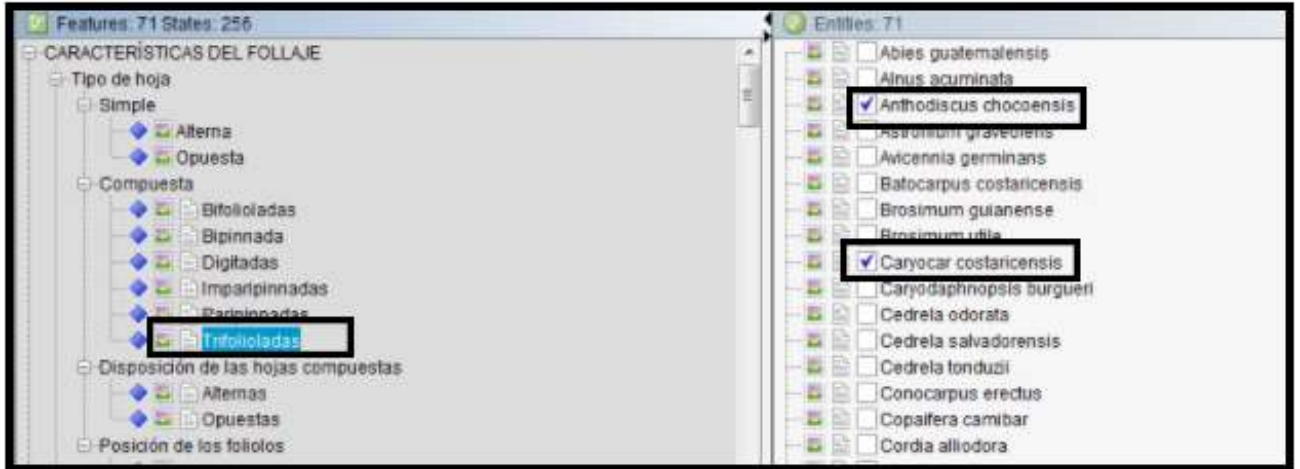 Features: 71 States: 256
CARACTERÍSTICAS DEL FOLLAJE
Tipo de hoja
Simple
Alterna
Opuesta
Compuesta
Bifolioladas
Bipinnada
Digitadas
Imparipinnadas
Paripinnadas
Trifolioladas
Disposición de las hojas compuestas
Alternas
Opuestas
Posición de los foliolos
Entities: 71
Abies guatemalensis
Alnus acuminata
Anthodiscus chocoensis
Astronium graveolens
Avicennia germinans
Batocarpus costaricensis
Brosimum guianense
Brosimum utile
Caryocar costaricensis
Caryodaphnopsis burgueri
Cedrela odorata
Cedrela salvadorensis
Cedrela tonduzii
Conocarpus erectus
Copaifera camibar
Cordia alliodora